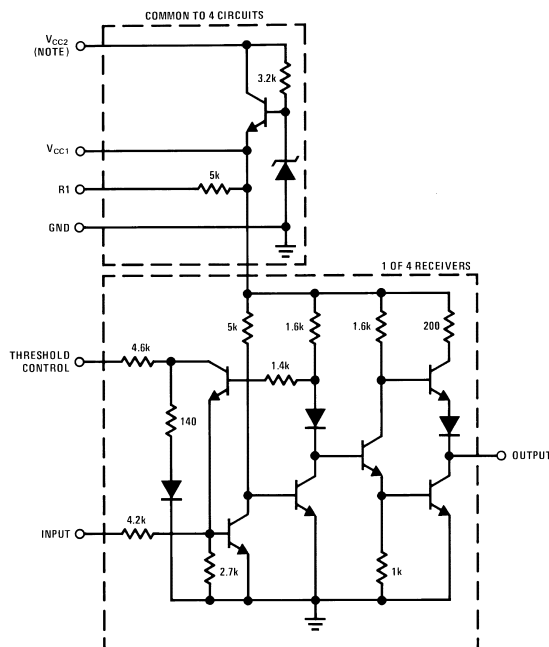 COMMON TO 4 CIRCUITS
VCC2
(NOTE)
3.2k
VCC1
R1
5k
GND
1 OF 4 RECEIVERS
5k
1.6k
1.6k
200
THRESHOLD
CONTROL
4.6k
1.4k
140
OUTPUT
INPUT
4.2k
2.7k
1k